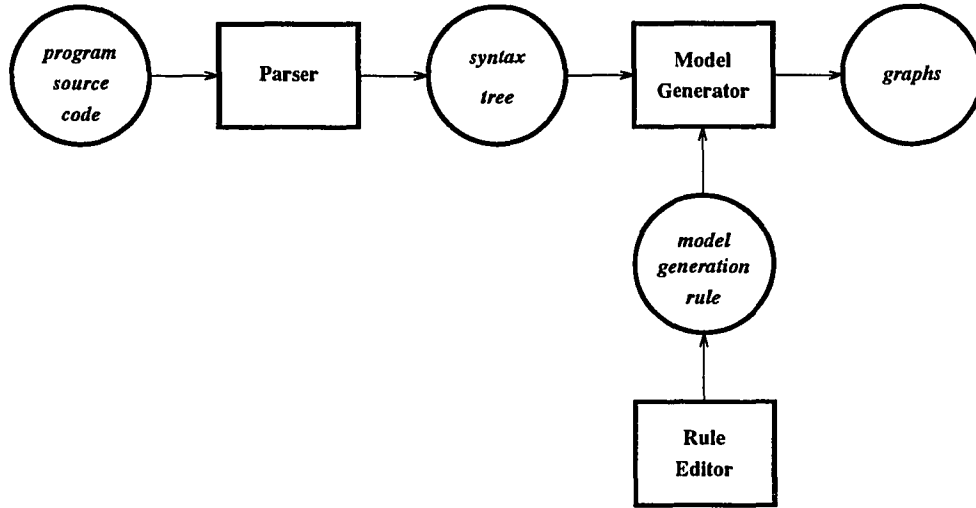 program
source
code
Parser
syntax
tree
Model
Generator
graphs
model
generation
rule
Rule
Editor